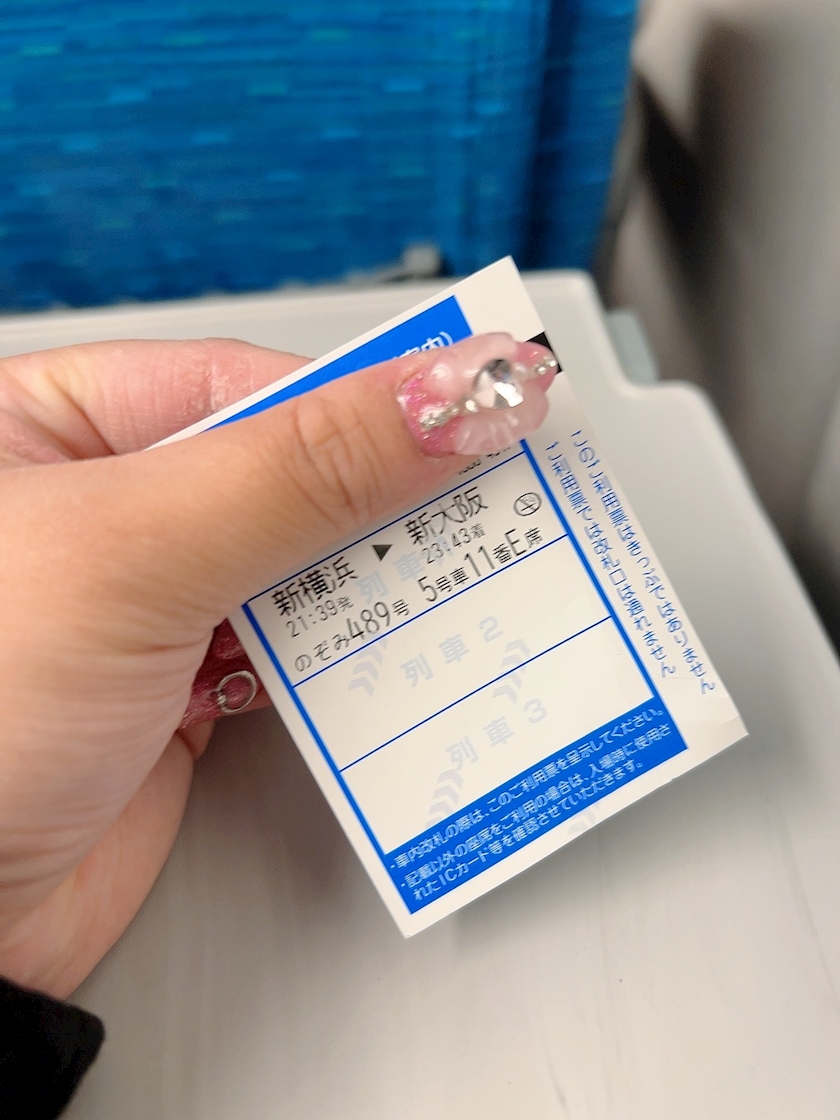 案内)
新横浜 ▶ 新大阪
21:39発 23:43着
のぞみ489号 5号車11番E席
列車2
列車3
・車内改札の際は、このご利用票を呈示してください。
・記載以外の座席をご利用の場合は、入場時に使用さ
れたICカード等を確認させていただきます。
このご利用票はきっぷではありません
ご利用票では改札口は通れません